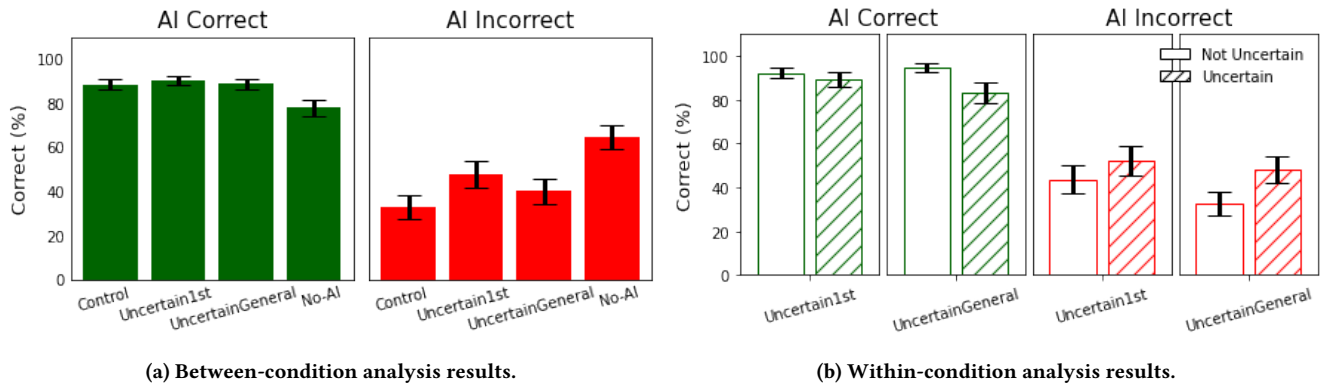 AI Correct
AI Incorrect
Correct (%)
100
80
60
40
20
0
Control
Uncertain1st
UncertainGeneral
No-AI
Control
Uncertain1st
UncertainGeneral
No-AI
(a) Between-condition analysis results.
AI Correct
AI Incorrect
Correct (%)
100
80
60
40
20
0
Not Uncertain
Uncertain
Uncertain1st
UncertainGeneral
Uncertain1st
UncertainGeneral
(b) Within-condition analysis results.